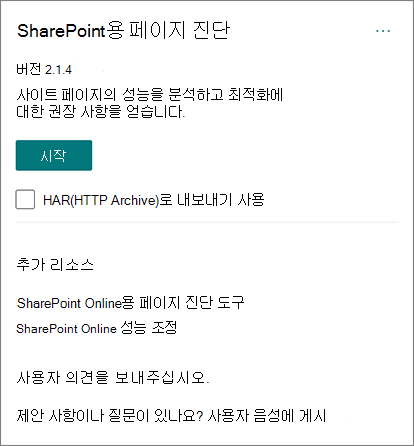 SharePoint용 페이지 진단
버전 2.1.4
사이트 페이지의 성능을 분석하고 최적화에
대한 권장 사항을 얻습니다.
시작
HAR(HTTP Archive)로 내보내기 사용
추가 리소스
SharePoint Online용 페이지 진단 도구
SharePoint Online 성능 조정
사용자 의견을 보내주십시오.
제안 사항이나 질문이 있나요? 사용자 음성에 게시